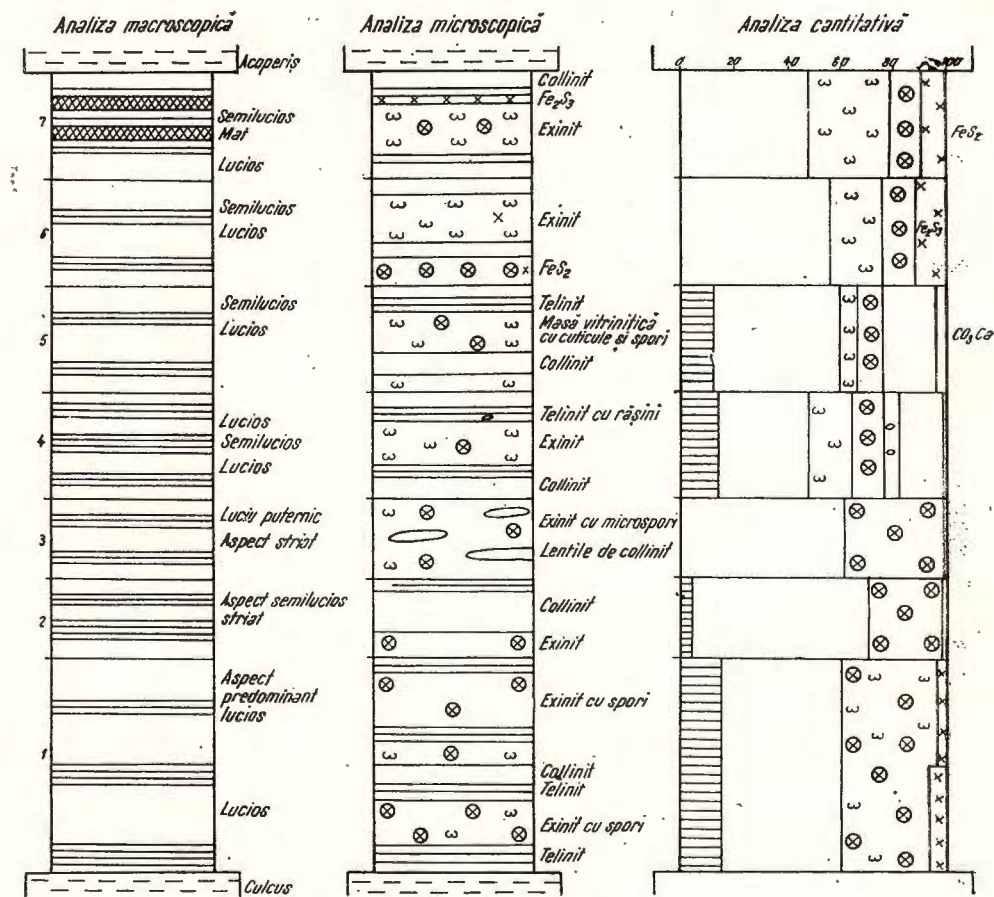 Analiza macroscopică
Acoperiș
7
Semilucios
Mat
Lucios
6
Semilucios
Lucios
5
Semilucios
Lucios
4
Lucios
Semilucios
Lucios
3
Luciu puternic
Aspect striat
2
Aspect semilucios
striat
1
Aspect
predominant
lucios
Lucios
Culcus
Analiza microscopică
Collinit
Fe₂S₃
Exinit
Exinit
FeS₂
Telinit
Masă vitrinifică
cu cuticule și spori
Collinit
Telinit cu rășini
Exinit
Collinit
Exinit cu microspori
Lentile de collinit
Collinit
Exinit
Exinit cu spori
Collinit
Telinit
Exinit cu spori
Telinit
Analiza cantitativă
0 20 40 60 80 100
FeS₂
Fe₂S₃
CO₃Ca